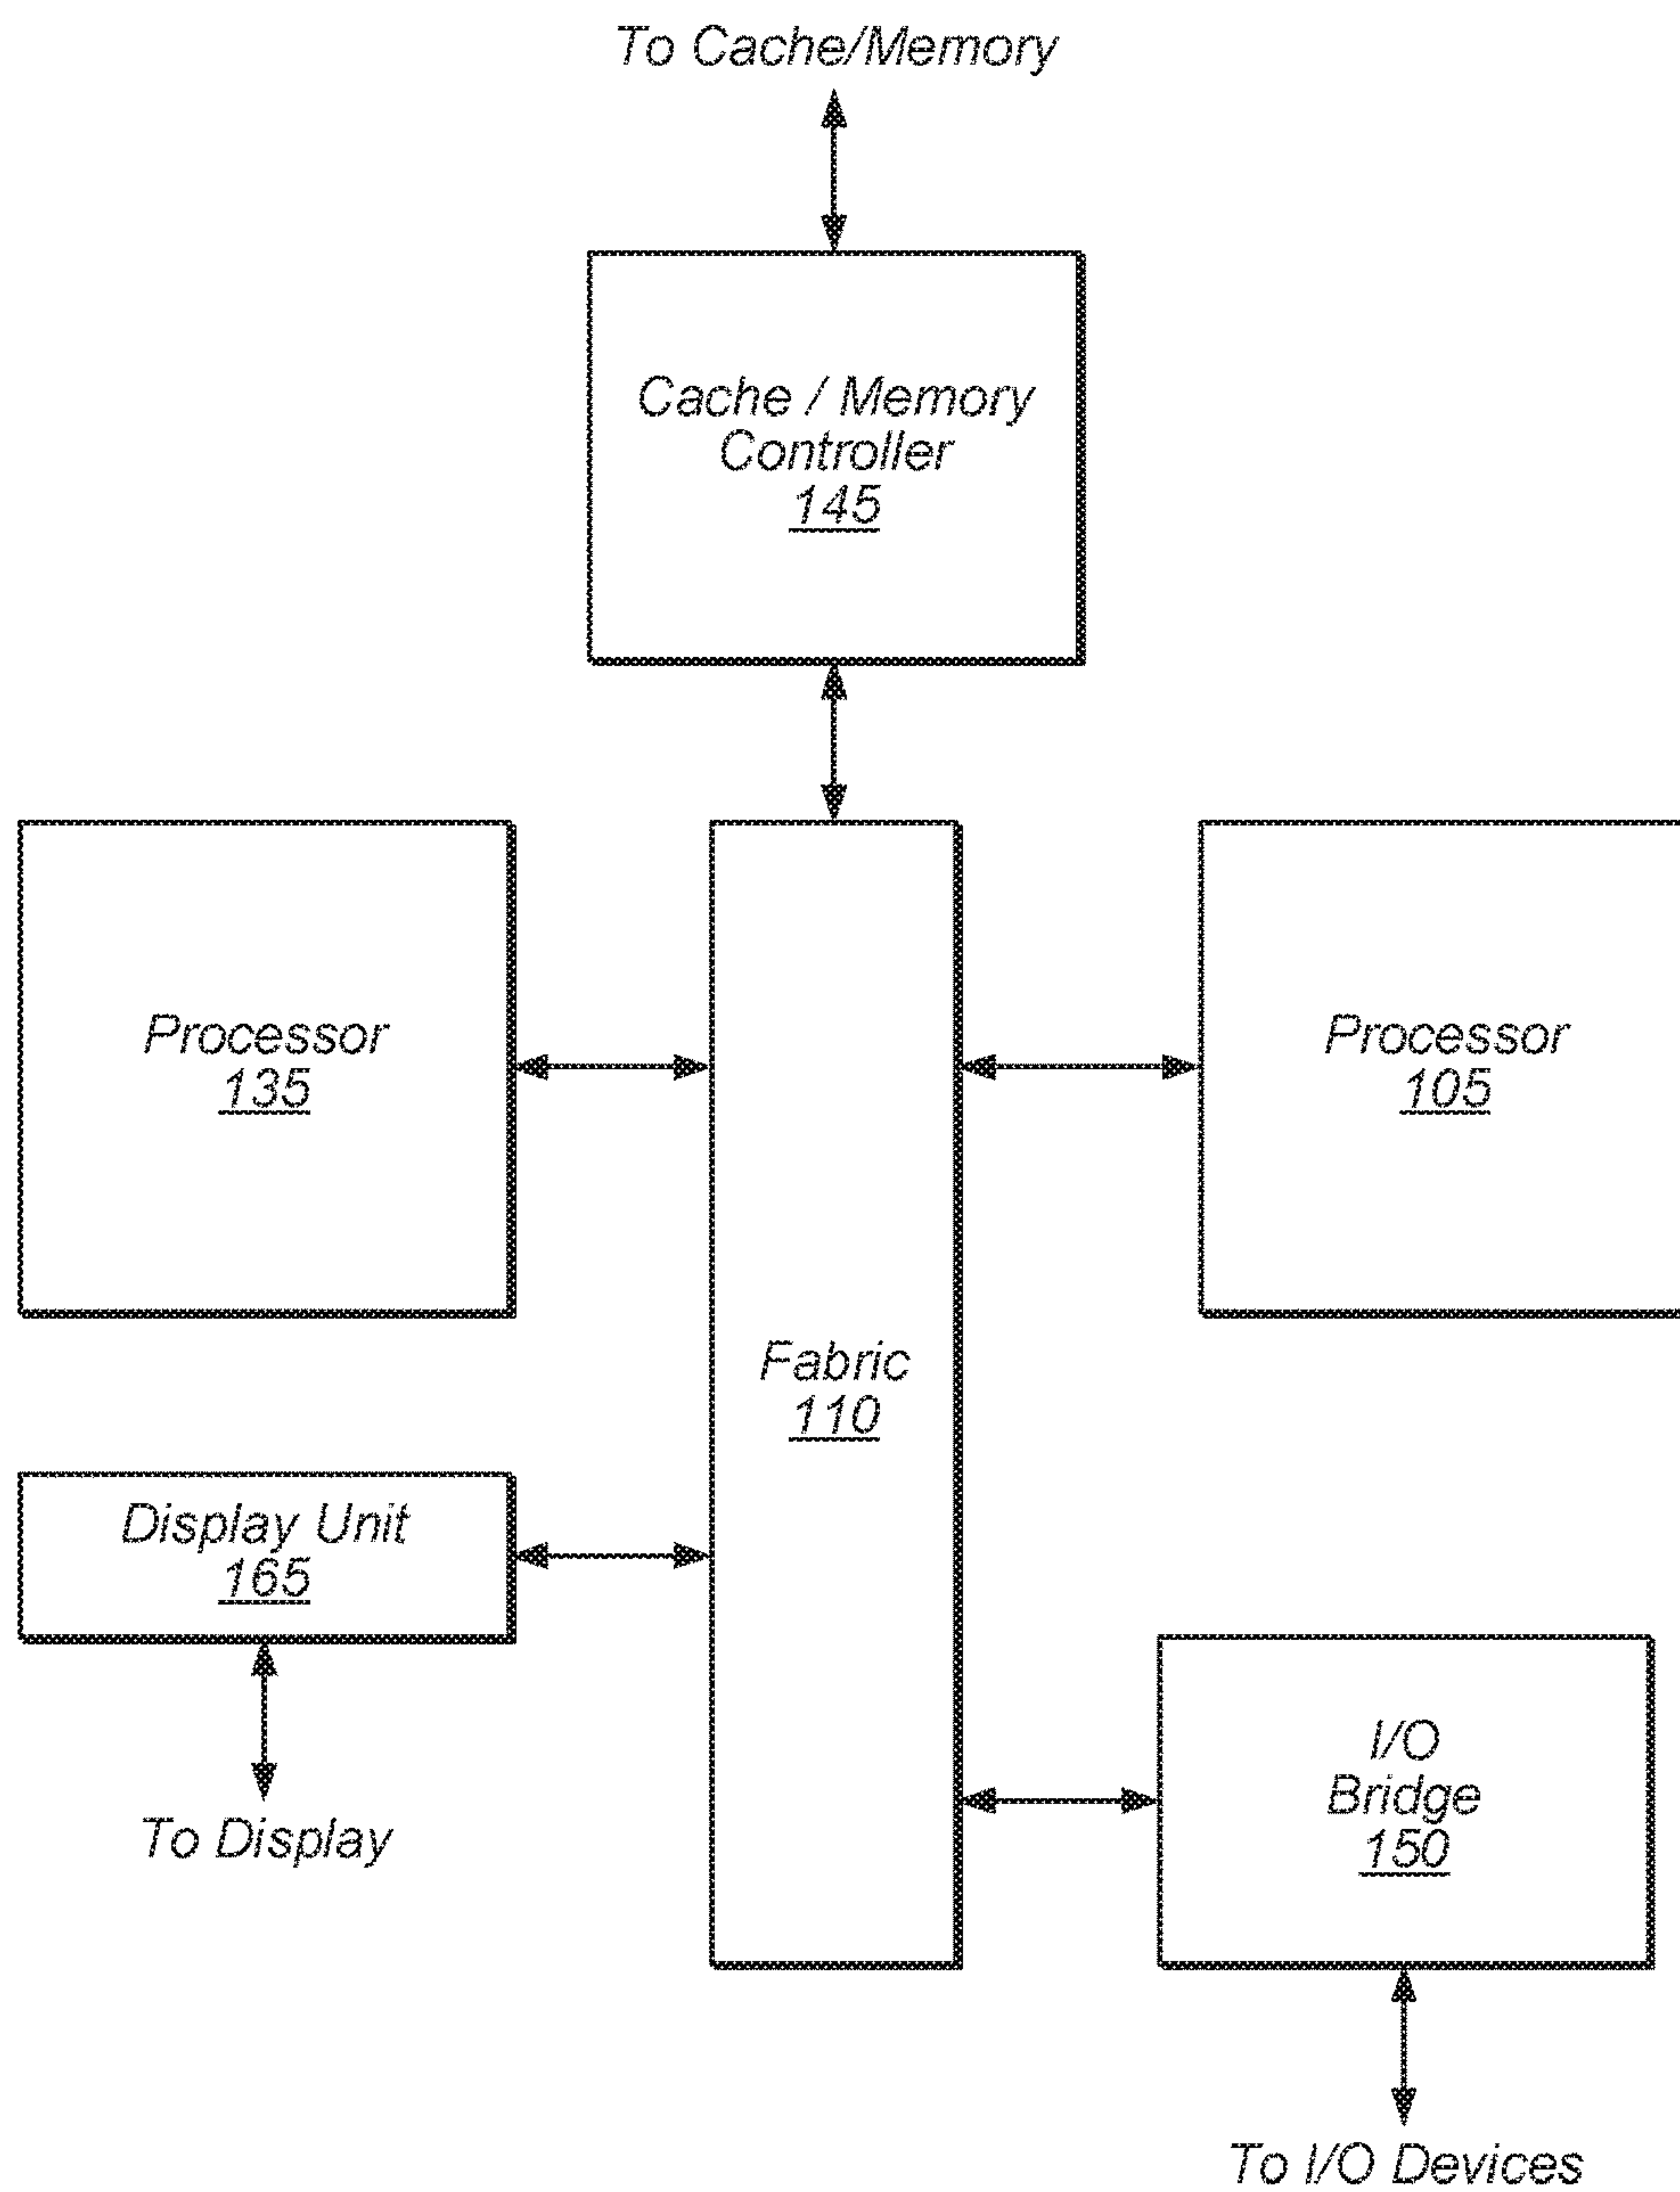 To Cache/Memory
Cache / Memory
Controller
145
Processor
135
Processor
105
Fabric
110
Display Unit
165
To Display
I/O
Bridge
150
To I/O Devices